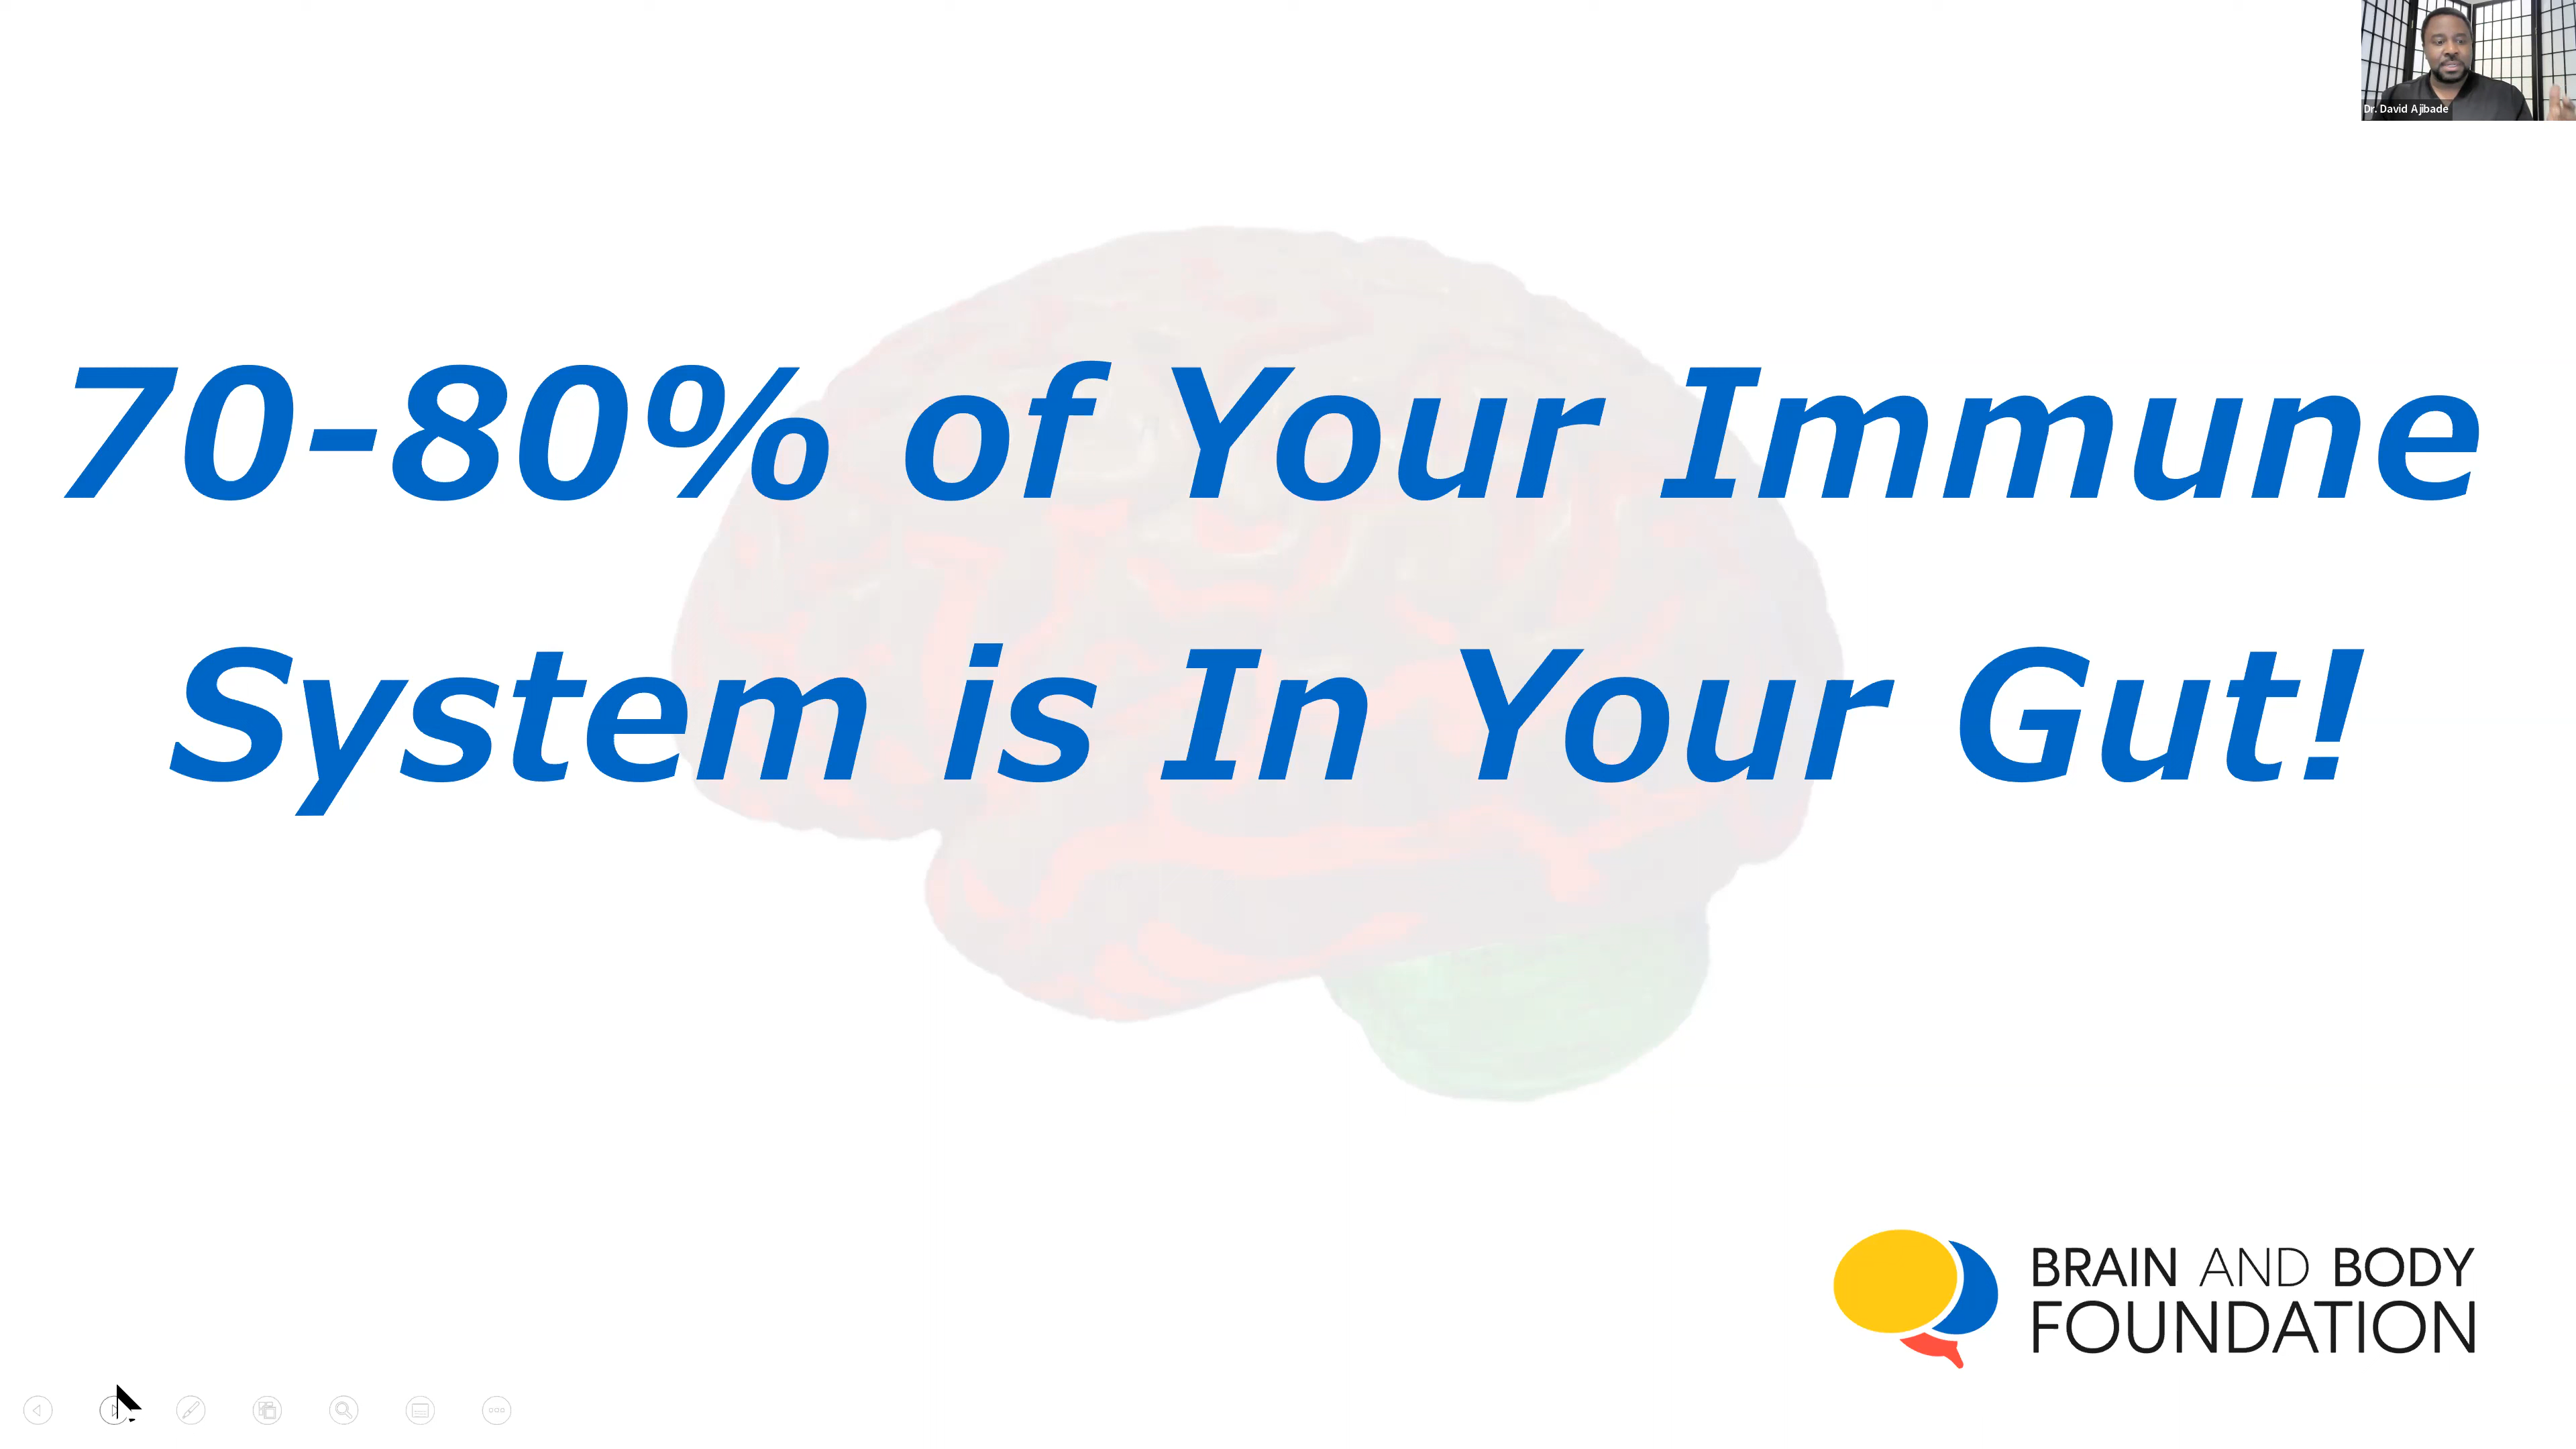 Dr. David Ajibade
70-80% of Your Immune
System is In Your Gut!
BRAIN AND BODY
FOUNDATION